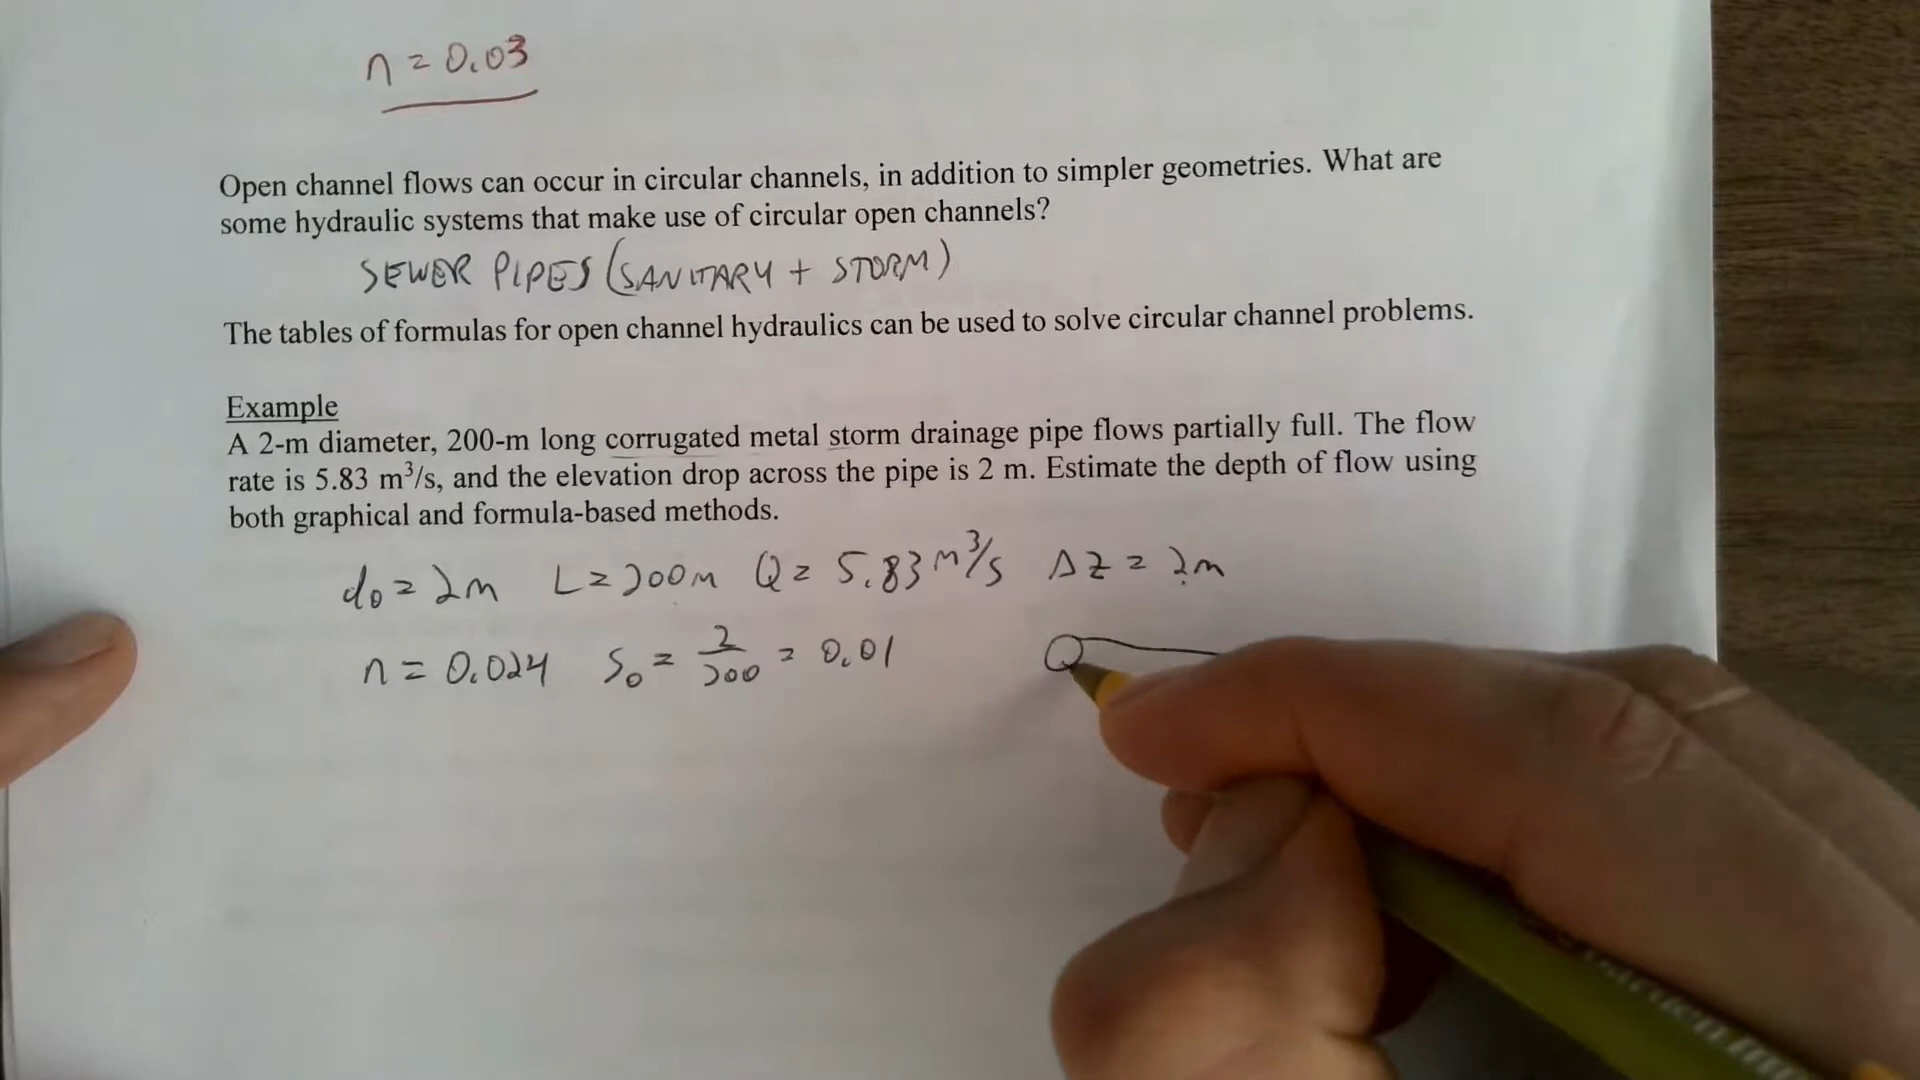 n = 0.03
Open channel flows can occur in circular channels, in addition to simpler geometries. What are
some hydraulic systems that make use of circular open channels?
SEWER PIPES (SANITARY + STORM)
The tables of formulas for open channel hydraulics can be used to solve circular channel problems.
Example
A 2-m diameter, 200-m long corrugated metal storm drainage pipe flows partially full. The flow
rate is 5.83 m³/s, and the elevation drop across the pipe is 2 m. Estimate the depth of flow using
both graphical and formula-based methods.
d₀ = 2m L = 200m Q = 5.83 m³/s ΔZ = 2m
n = 0.024 S₀ = 2/200 = 0.01